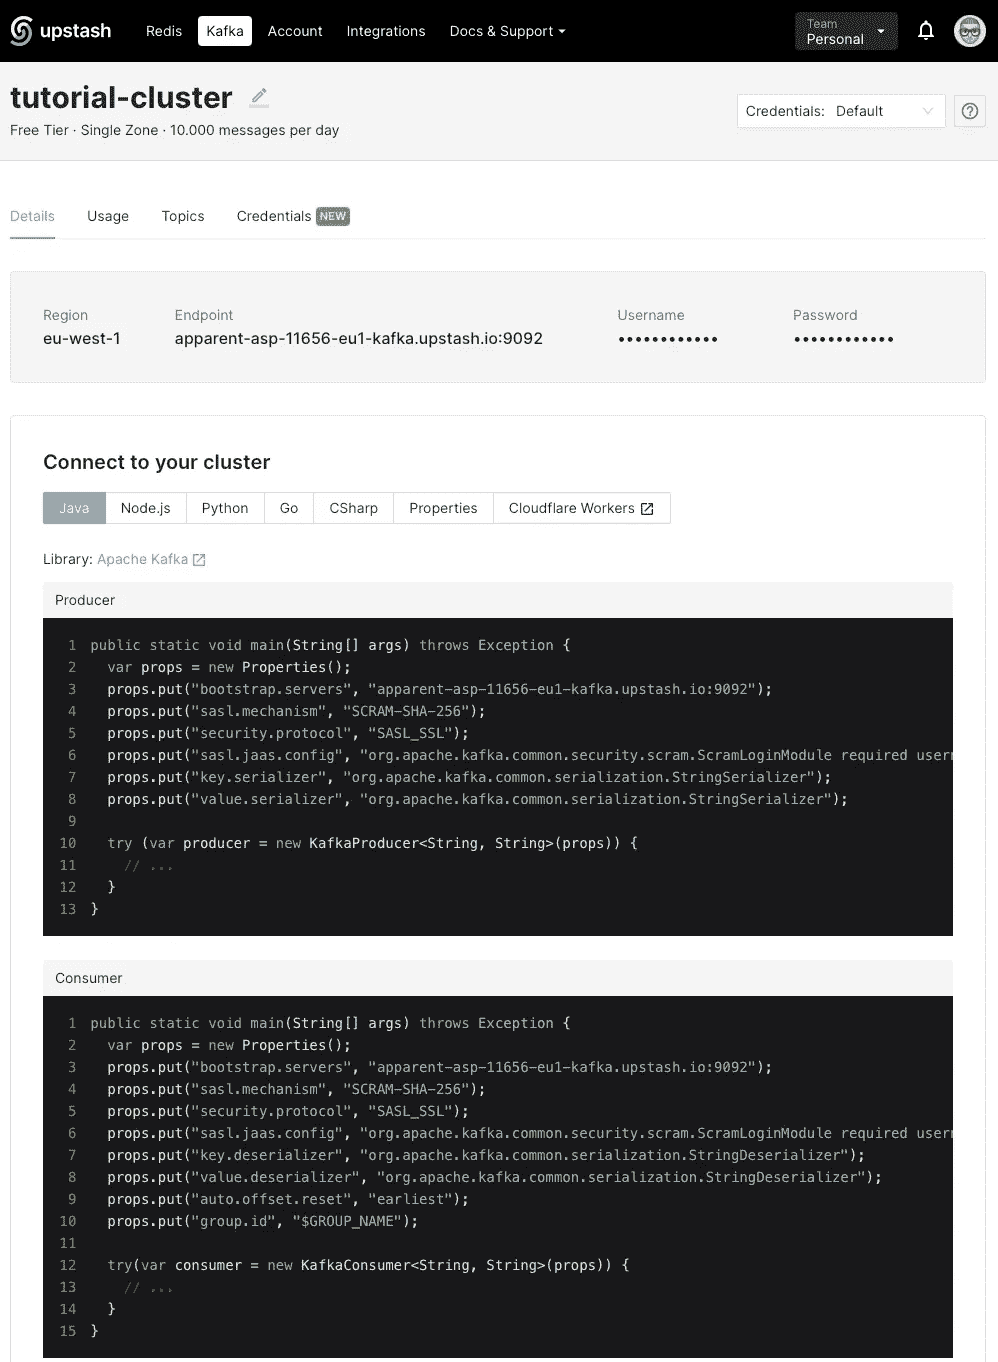 upstash Redis Kafka Account Integrations Docs & Support Team Personal
tutorial-cluster
Free Tier · Single Zone · 10.000 messages per day
Credentials: Default
Details Usage Topics Credentials NEW
Region Endpoint Username Password
eu-west-1 apparent-asp-11656-eu1-kafka.upstash.io:9092 •••••••••••• ••••••••••••
Connect to your cluster
Java Node.js Python Go CSharp Properties Cloudflare Workers
Library: Apache Kafka
Producer
1 public static void main(String[] args) throws Exception {
2 var props = new Properties();
3 props.put("bootstrap.servers", "apparent-asp-11656-eu1-kafka.upstash.io:9092");
4 props.put("sasl.mechanism", "SCRAM-SHA-256");
5 props.put("security.protocol", "SASL_SSL");
6 props.put("sasl.jaas.config", "org.apache.kafka.common.security.scram.ScramLoginModule required
7 props.put("key.serializer", "org.apache.kafka.common.serialization.StringSerializer");
8 props.put("value.serializer", "org.apache.kafka.common.serialization.StringSerializer");
9
10 try (var producer = new KafkaProducer<String, String>(props)) {
11 // ...
12 }
13 }
Consumer
1 public static void main(String[] args) throws Exception {
2 var props = new Properties();
3 props.put("bootstrap.servers", "apparent-asp-11656-eu1-kafka.upstash.io:9092");
4 props.put("sasl.mechanism", "SCRAM-SHA-256");
5 props.put("security.protocol", "SASL_SSL");
6 props.put("sasl.jaas.config", "org.apache.kafka.common.security.scram.ScramLoginModule required
7 props.put("key.deserializer", "org.apache.kafka.common.serialization.StringDeserializer");
8 props.put("value.deserializer", "org.apache.kafka.common.serialization.StringDeserializer");
9 props.put("auto.offset.reset", "earliest");
10 props.put("group.id", "$GROUP_NAME");
11
12 try(var consumer = new KafkaConsumer<String, String>(props)) {
13 // ...
14 }
15 }